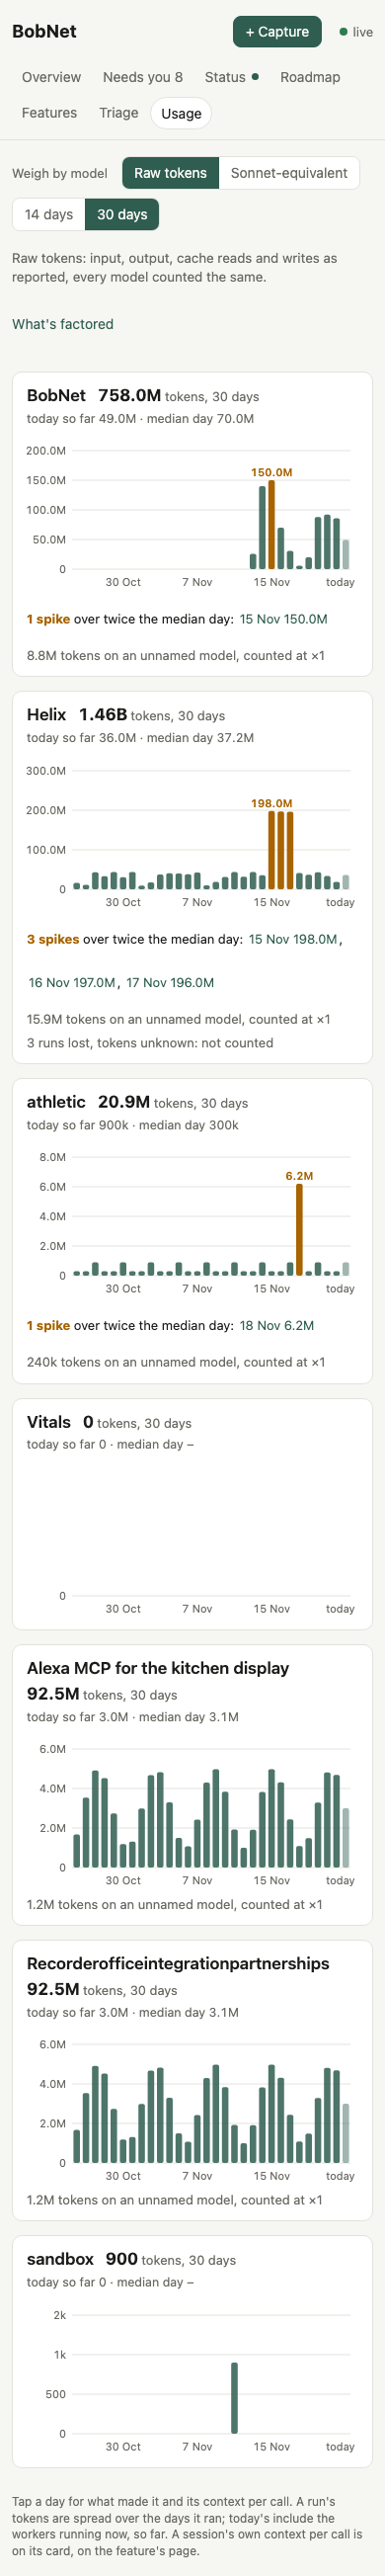 BobNet
+ Capture
live
Overview
Needs you 8
Status
Roadmap
Features
Triage
Usage
Weigh by model
Raw tokens
Sonnet-equivalent
14 days
30 days
Raw tokens: input, output, cache reads and writes as
reported, every model counted the same.
What's factored
BobNet 758.0M tokens, 30 days
today so far 49.0M · median day 70.0M
200.0M
150.0M
150.0M
100.0M
50.0M
0
30 Oct
7 Nov
15 Nov
today
1 spike over twice the median day: 15 Nov 150.0M
8.8M tokens on an unnamed model, counted at ×1
Helix 1.46B tokens, 30 days
today so far 36.0M · median day 37.2M
300.0M
200.0M
198.0M
100.0M
0
30 Oct
7 Nov
15 Nov
today
3 spikes over twice the median day: 15 Nov 198.0M,
16 Nov 197.0M, 17 Nov 196.0M
15.9M tokens on an unnamed model, counted at ×1
3 runs lost, tokens unknown: not counted
athletic 20.9M tokens, 30 days
today so far 900k · median day 300k
8.0M
6.2M
6.0M
4.0M
2.0M
0
30 Oct
7 Nov
15 Nov
today
1 spike over twice the median day: 18 Nov 6.2M
240k tokens on an unnamed model, counted at ×1
Vitals 0 tokens, 30 days
today so far 0 · median day –
0
30 Oct
7 Nov
15 Nov
today
Alexa MCP for the kitchen display
92.5M tokens, 30 days
today so far 3.0M · median day 3.1M
6.0M
4.0M
2.0M
0
30 Oct
7 Nov
15 Nov
today
1.2M tokens on an unnamed model, counted at ×1
Recorderofficeintegrationpartnerships
92.5M tokens, 30 days
today so far 3.0M · median day 3.1M
6.0M
4.0M
2.0M
0
30 Oct
7 Nov
15 Nov
today
1.2M tokens on an unnamed model, counted at ×1
sandbox 900 tokens, 30 days
today so far 0 · median day –
2k
1k
500
0
30 Oct
7 Nov
15 Nov
today
Tap a day for what made it and its context per call. A run's
tokens are spread over the days it ran; today's include the
workers running now, so far. A session's own context per call is
on its card, on the feature's page.